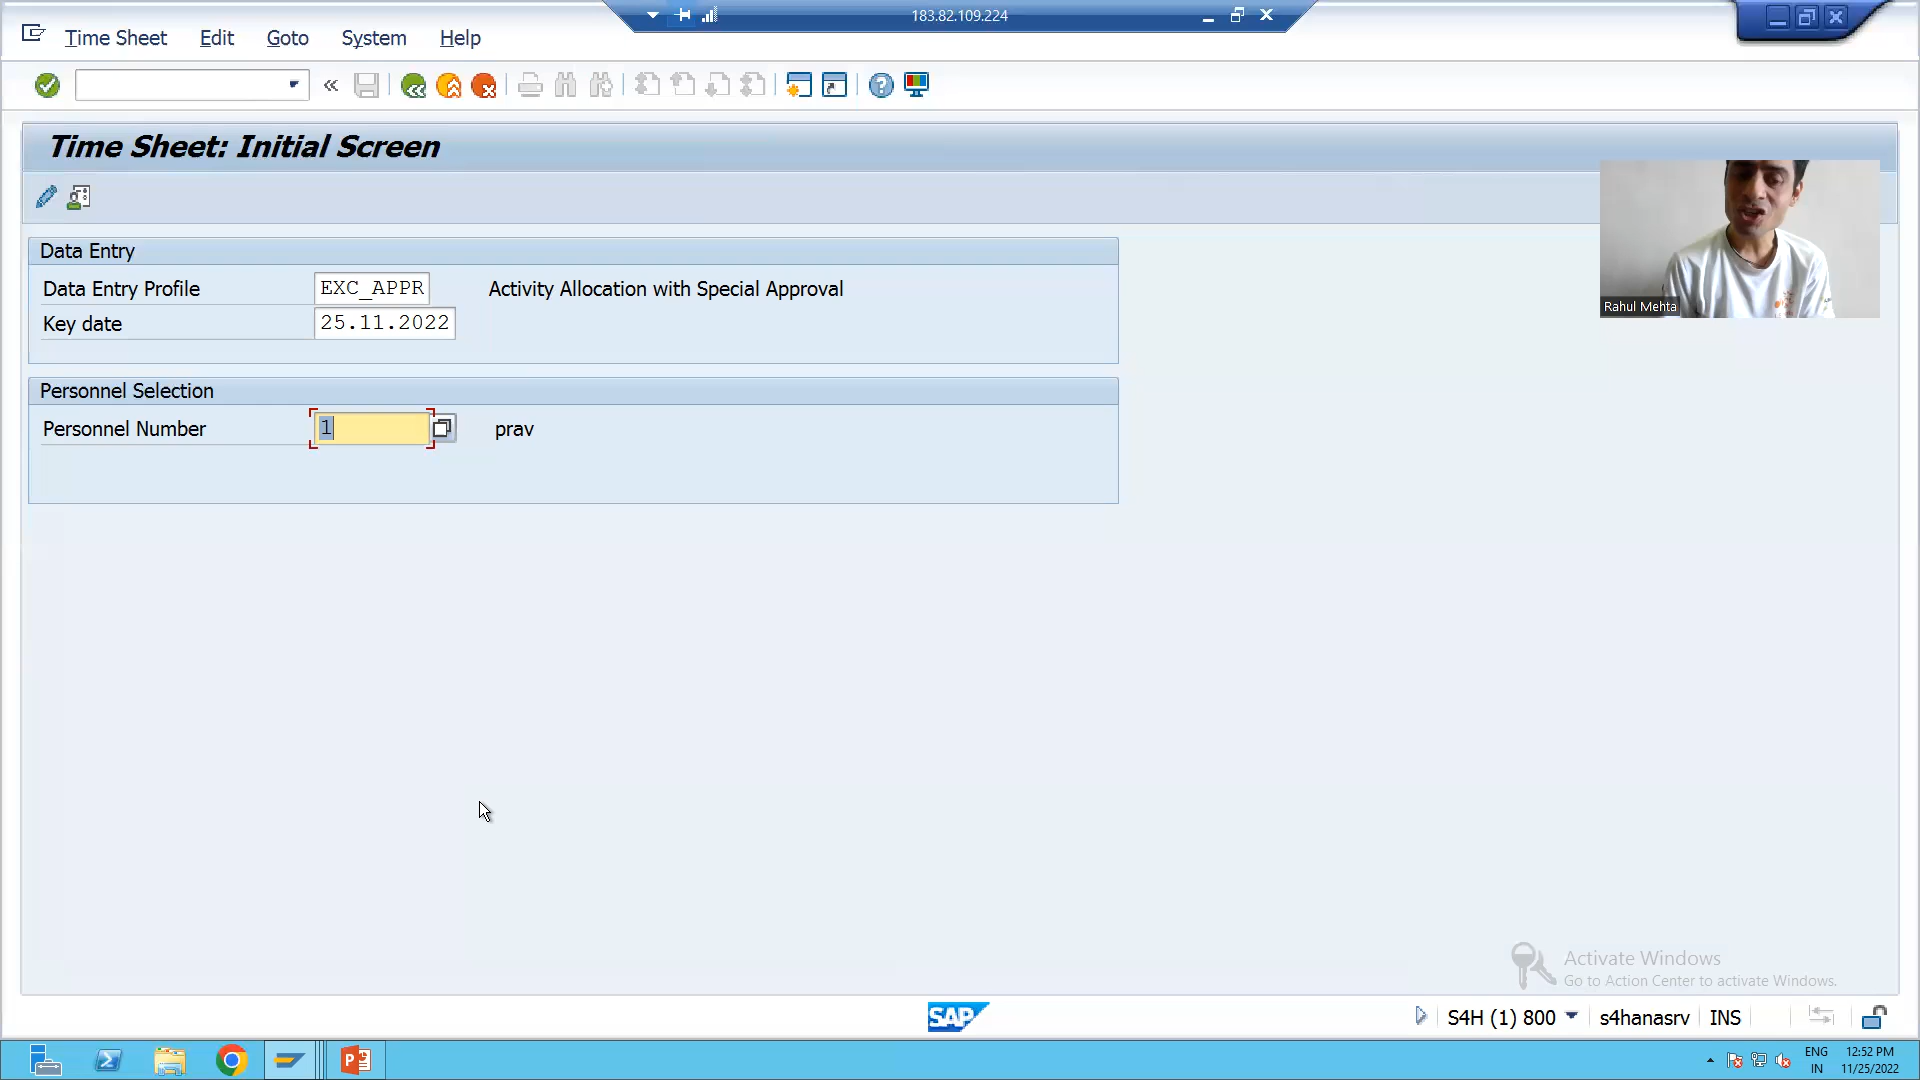 183.82.109.224
Time Sheet Edit Goto System Help
Time Sheet: Initial Screen
Data Entry
Data Entry Profile EXC_APPR Activity Allocation with Special Approval
Key date 25.11.2022
Personnel Selection
Personnel Number 1 prav
Rahul Mehta
Activate Windows
Go to Action Center to activate Windows.
SAP
S4H (1) 800 s4hanasrv INS
ENG 12:52 PM
IN 11/25/2022